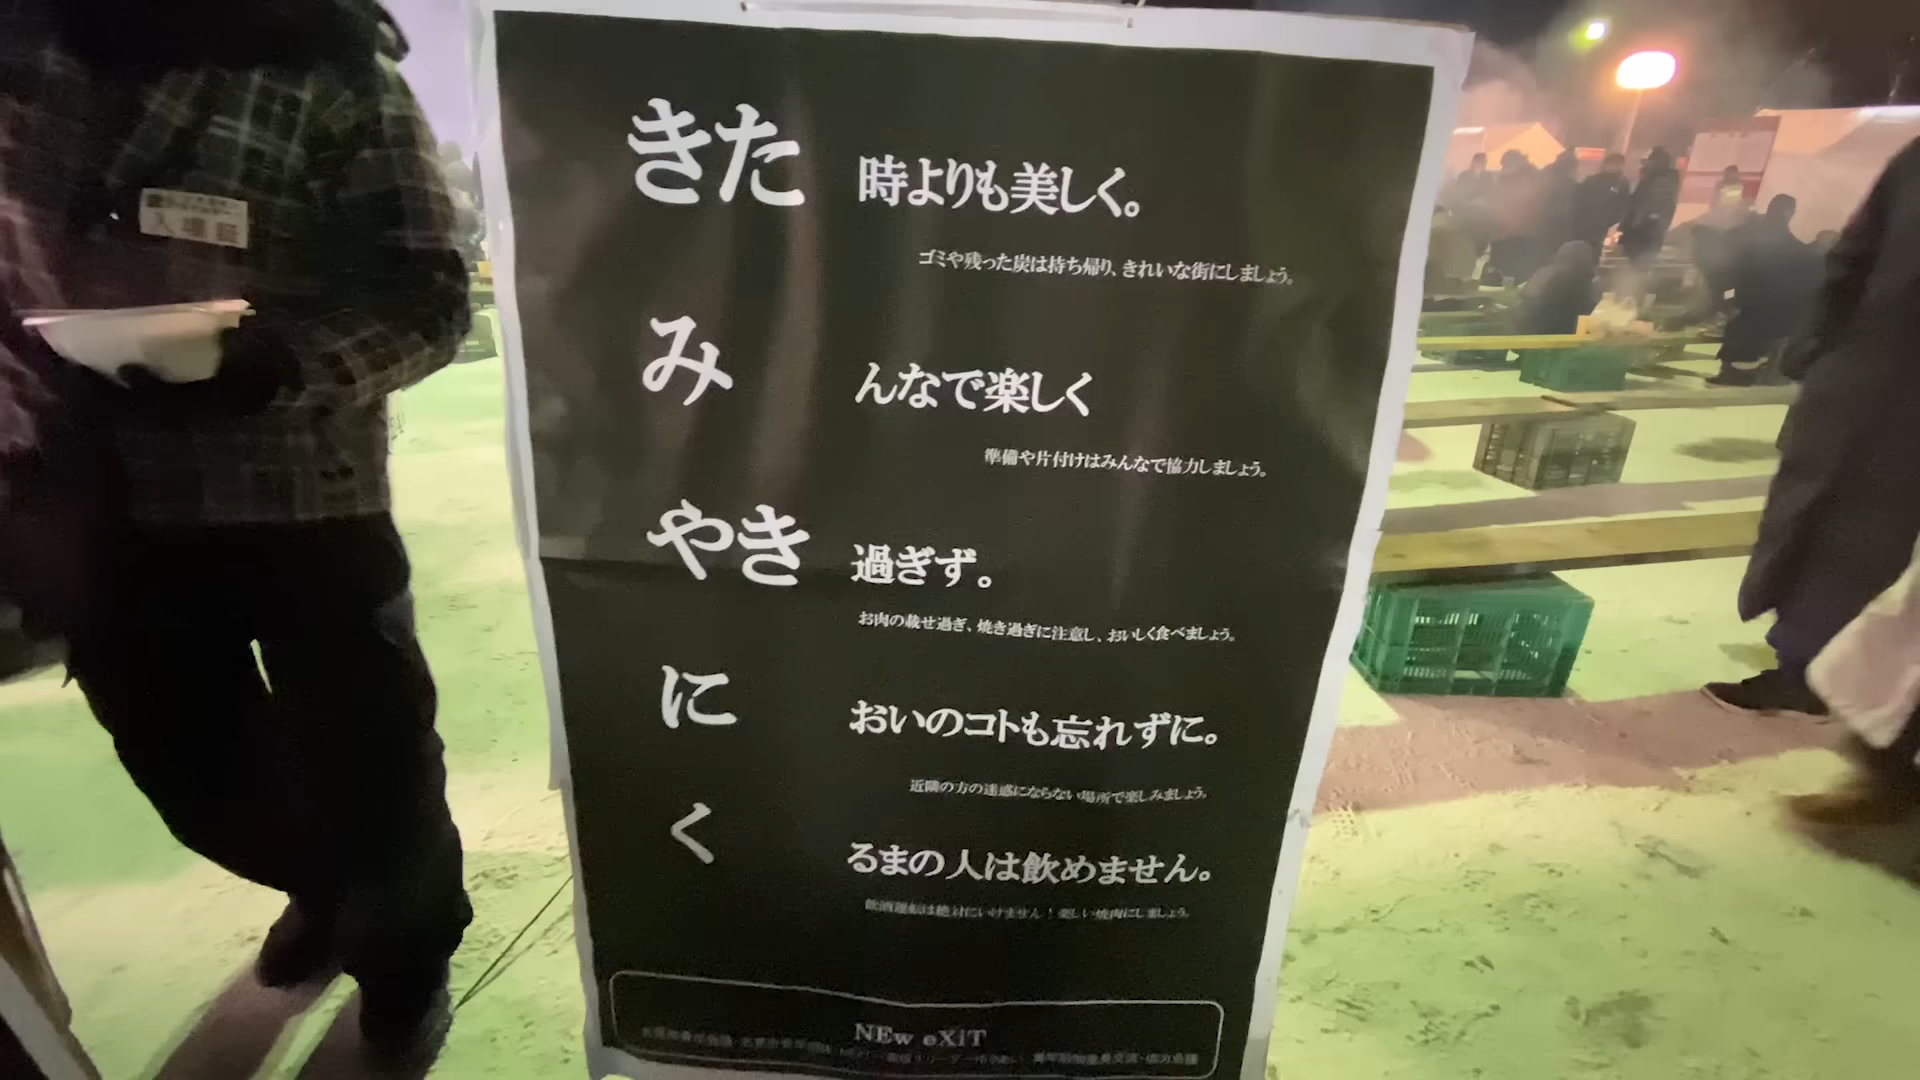 きた 時よりも美しく。
ゴミや残った炭は持ち帰り、きれいな街にしましょう。
み んなで楽しく
準備や片付けはみんなで協力しましょう。
やき 過ぎず。
お肉の載せ過ぎ、焼き過ぎに注意し、おいしく食べましょう。
に おいのコトも忘れずに。
近隣の方の迷惑にならない場所で楽しみましょう。
く るまの人は飲めません。
飲酒運転は絶対にいけません！楽しい焼肉にしましょう。
NEw eXiT
入場証